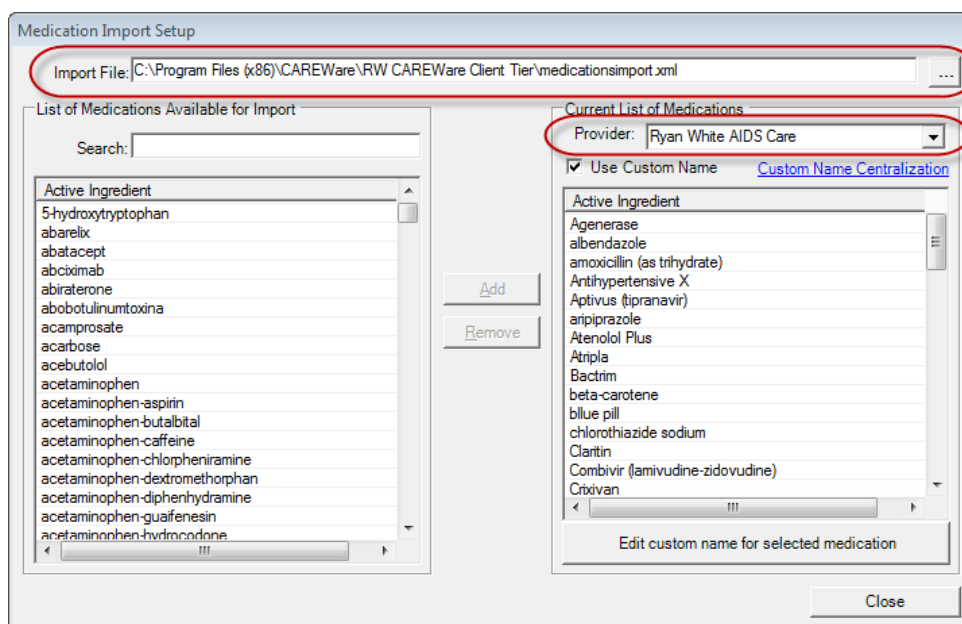 Medication Import Setup
Import File: C:\Program Files (x86)\CAREWare\RW CAREWare Client Tier\medicationsimport.xml
...
List of Medications Available for Import
Search:
Active Ingredient
5-hydroxytryptophan
abarelix
abatacept
abciximab
abiraterone
abobotulinumtoxina
acamprosate
acarbose
acebutolol
acetaminophen
acetaminophen-aspirin
acetaminophen-butalbital
acetaminophen-caffeine
acetaminophen-chlorpheniramine
acetaminophen-dextromethorphan
acetaminophen-diphenhydramine
acetaminophen-guaifenesin
acetaminophen-hydrocodone
Add
Remove
Current List of Medications
Provider: Ryan White AIDS Care
Use Custom Name Custom Name Centralization
Active Ingredient
Agenerase
albendazole
amoxicillin (as trihydrate)
Antihypertensive X
Aptivus (tipranavir)
aripiprazole
Atenolol Plus
Atripla
Bactrim
beta-carotene
bllue pill
chlorothiazide sodium
Claritin
Combivir (lamivudine-zidovudine)
Crixivan
Edit custom name for selected medication
Close